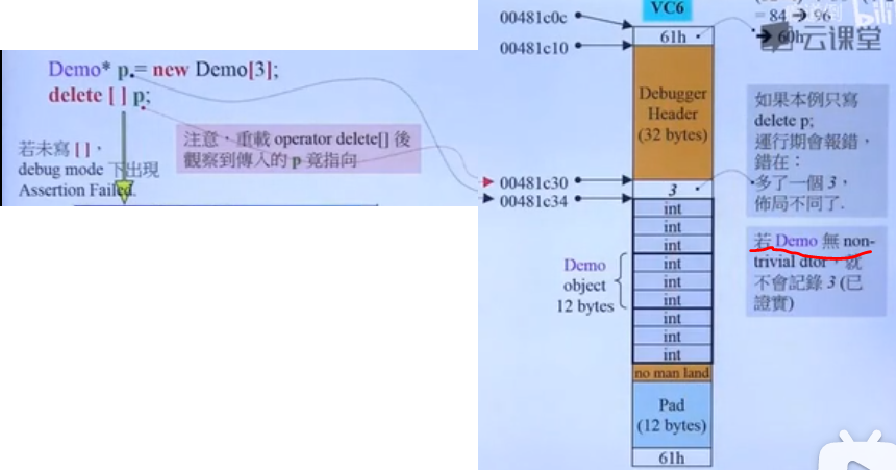 Demo* p = new Demo[3];
delete [ ] p;
若未寫 [ ]，
debug mode 下出現
Assertion Failed.
注意，重載 operator delete[] 後
觀察到傳入的 p 竟指向
VC6
00481c0c
61h
00481c10
Debugger
Header
(32 bytes)
00481c30
3
00481c34
int
int
int
int
int
int
int
int
int
Demo
object
12 bytes
no man land
Pad
(12 bytes)
61h
= 84 → 96
→ 60h
云课堂
bili
如果本例只寫
delete p;
運行期會報錯，
錯在：
多了一個 3，
佈局不同了.
若 Demo 無 non-
trivial dtor，就
不會記錄 3 (已
證實)